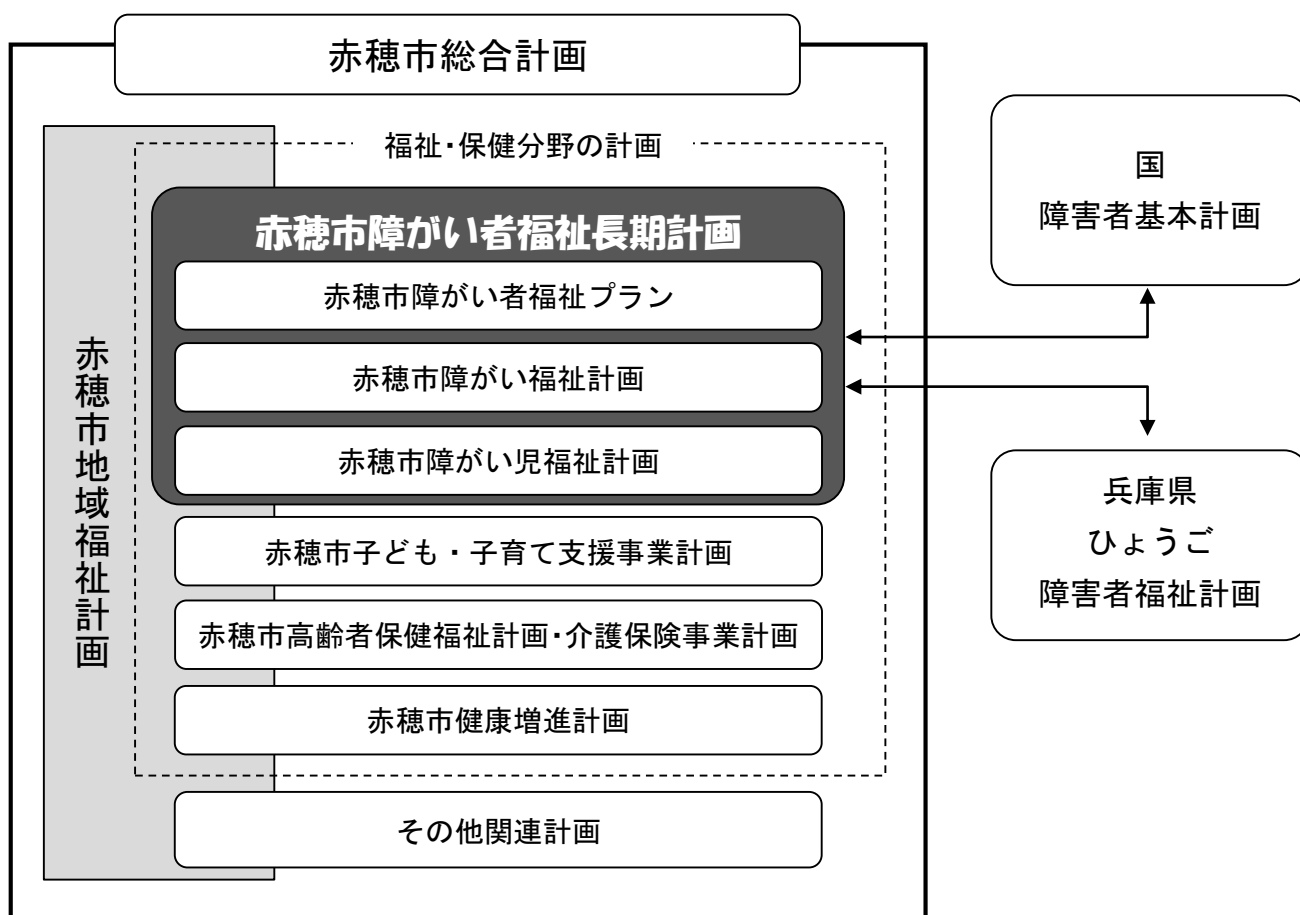 赤穂市総合計画
福祉・保健分野の計画
赤穂市地域福祉計画
赤穂市障がい者福祉長期計画
赤穂市障がい者福祉プラン
赤穂市障がい福祉計画
赤穂市障がい児福祉計画
赤穂市子ども・子育て支援事業計画
赤穂市高齢者保健福祉計画・介護保険事業計画
赤穂市健康増進計画
その他関連計画
国
障害者基本計画
兵庫県
ひょうご
障害者福祉計画